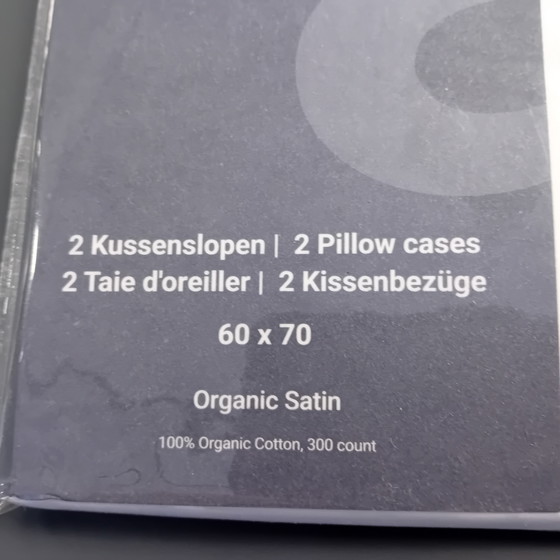 2 Kussenslopen | 2 Pillow cases
2 Taie d'oreiller | 2 Kissenbezüge
60 x 70
Organic Satin
100% Organic Cotton, 300 count